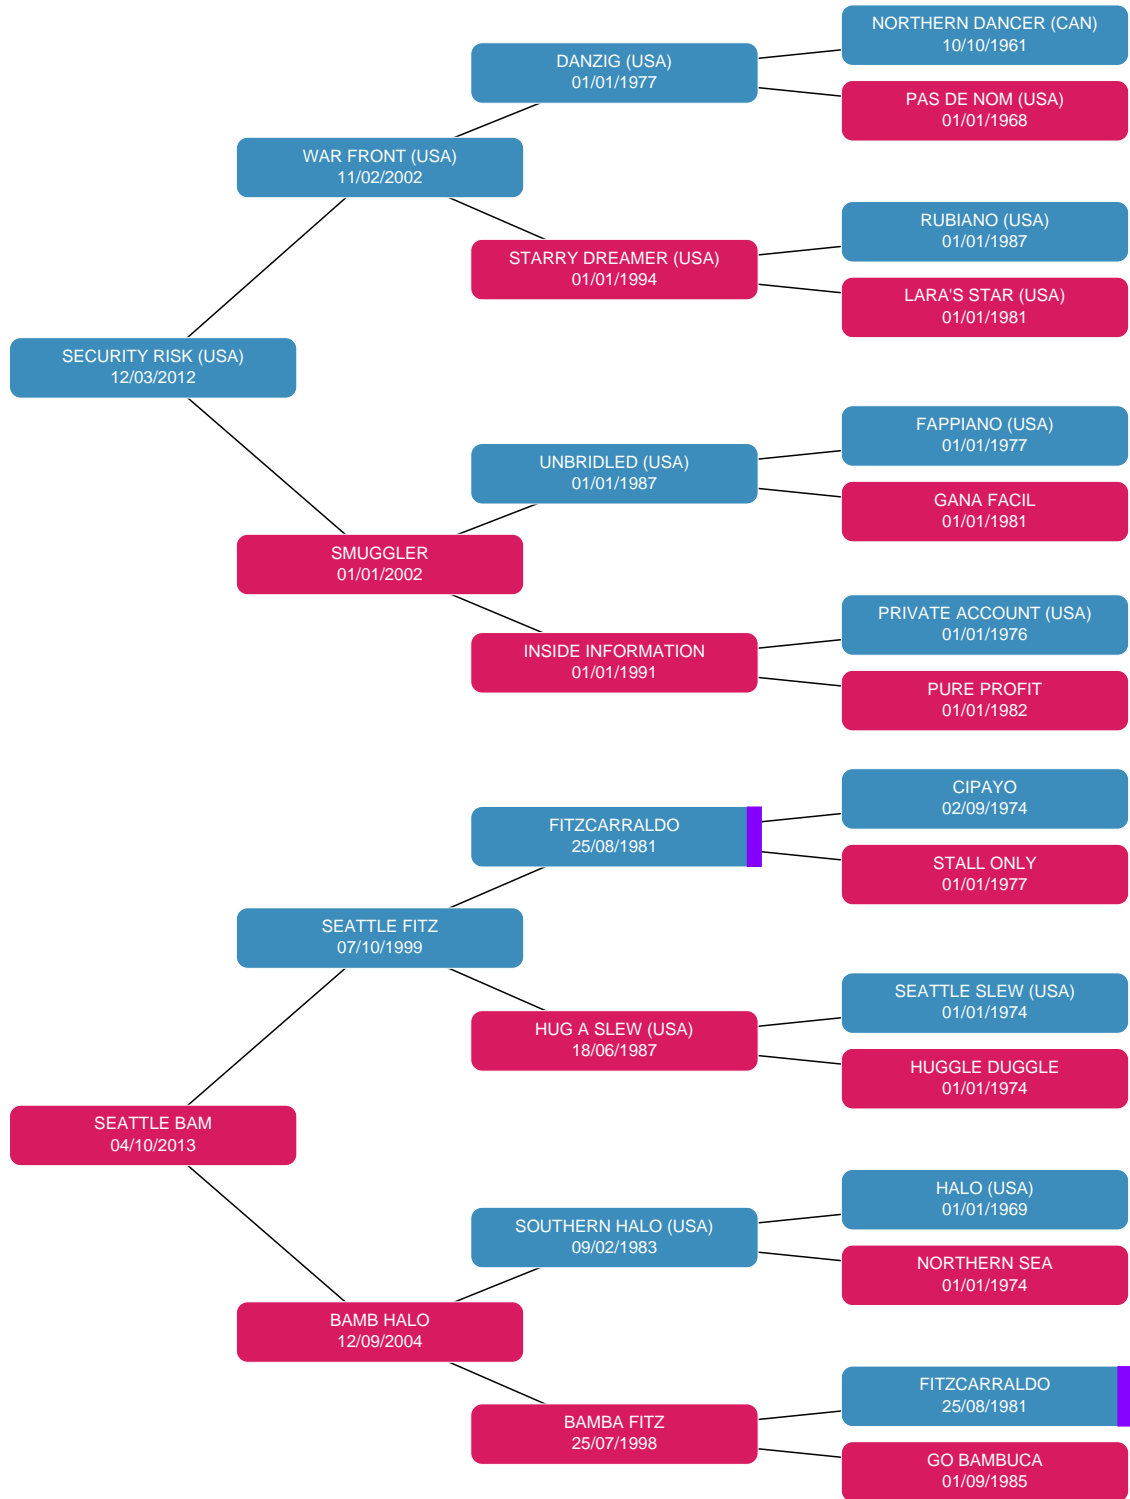 NORTHERN DANCER (CAN)
10/10/1961
DANZIG (USA)
01/01/1977
PAS DE NOM (USA)
01/01/1968
WAR FRONT (USA)
11/02/2002
RUBIANO (USA)
01/01/1987
STARRY DREAMER (USA)
01/01/1994
LARA'S STAR (USA)
01/01/1981
SECURITY RISK (USA)
12/03/2012
FAPPIANO (USA)
01/01/1977
UNBRIDLED (USA)
01/01/1987
GANA FACIL
01/01/1981
SMUGGLER
01/01/2002
PRIVATE ACCOUNT (USA)
01/01/1976
INSIDE INFORMATION
01/01/1991
PURE PROFIT
01/01/1982
CIPAYO
02/09/1974
FITZCARRALDO
25/08/1981
STALL ONLY
01/01/1977
SEATTLE FITZ
07/10/1999
SEATTLE SLEW (USA)
01/01/1974
HUG A SLEW (USA)
18/06/1987
HUGGLE DUGGLE
01/01/1974
SEATTLE BAM
04/10/2013
HALO (USA)
01/01/1969
SOUTHERN HALO (USA)
09/02/1983
NORTHERN SEA
01/01/1974
BAMB HALO
12/09/2004
FITZCARRALDO
25/08/1981
BAMBA FITZ
25/07/1998
GO BAMBUCA
01/09/1985